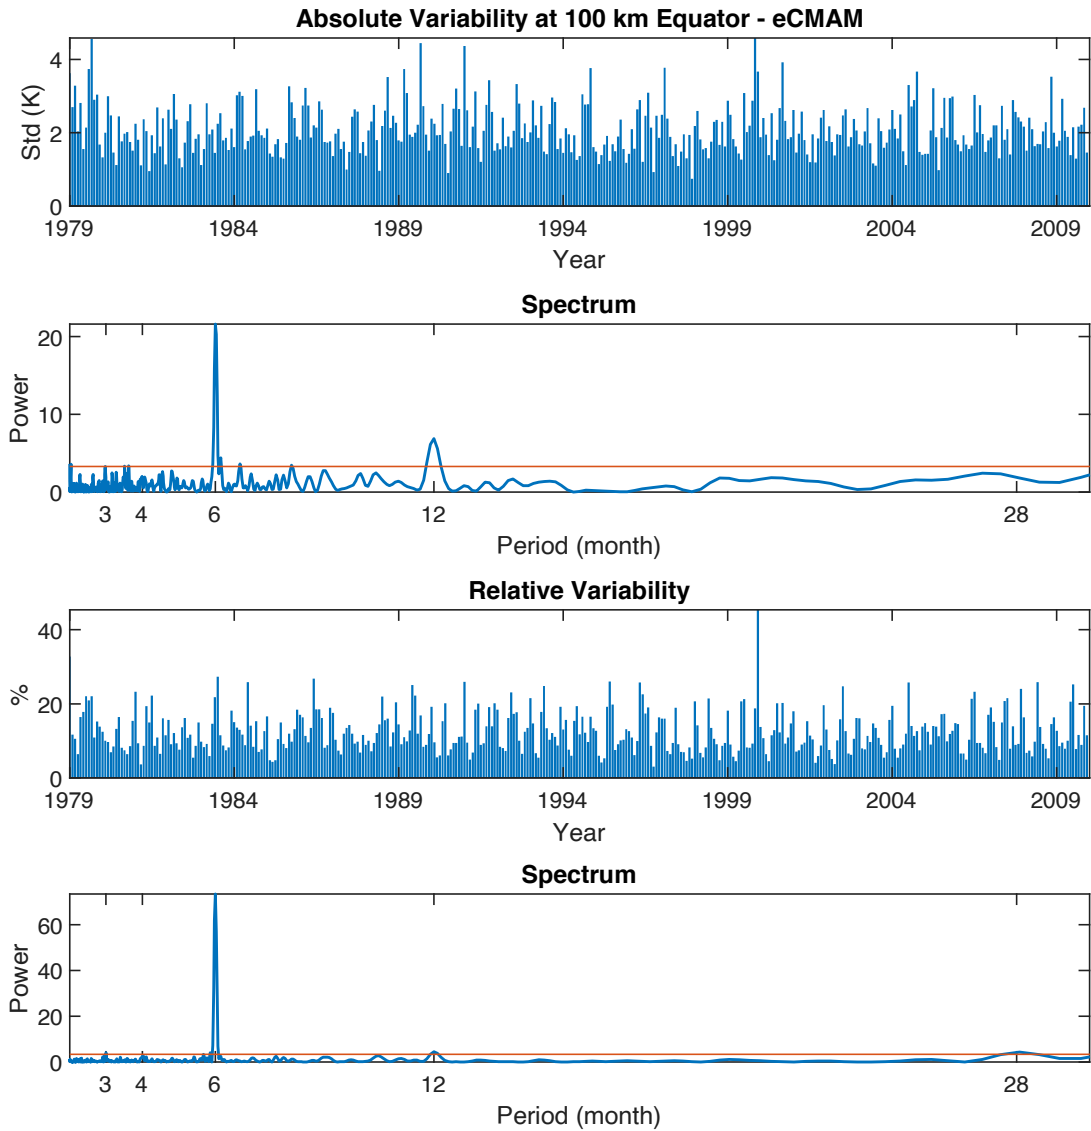 Absolute Variability at 100 km Equator - eCMAM
Std (K)
4
2
0
1979 1984 1989 1994 1999 2004 2009
Year
Spectrum
Power
20
10
0
3 4 6 12 28
Period (month)
Relative Variability
%
40
20
0
1979 1984 1989 1994 1999 2004 2009
Year
Spectrum
Power
60
40
20
0
3 4 6 12 28
Period (month)